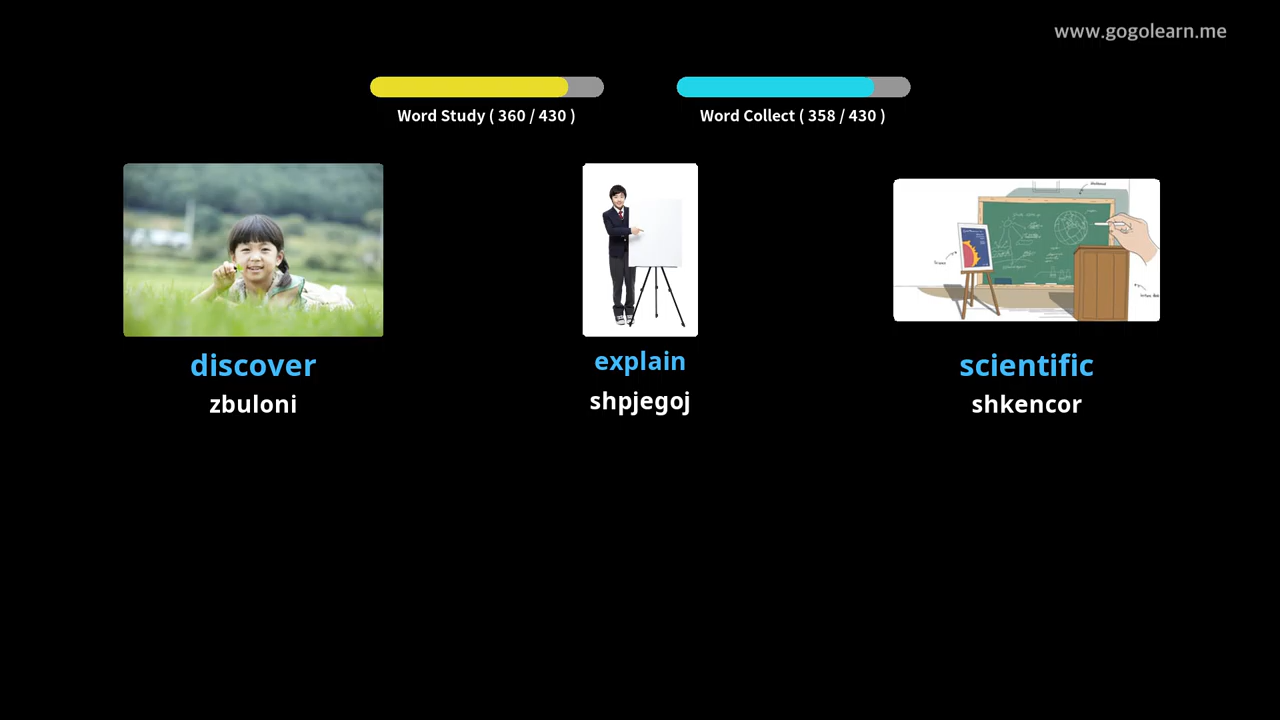 www.gogolearn.me
Word Study ( 360 / 430 )
Word Collect ( 358 / 430 )
discover
zbuloni
explain
shpjegoj
scientific
shkencor